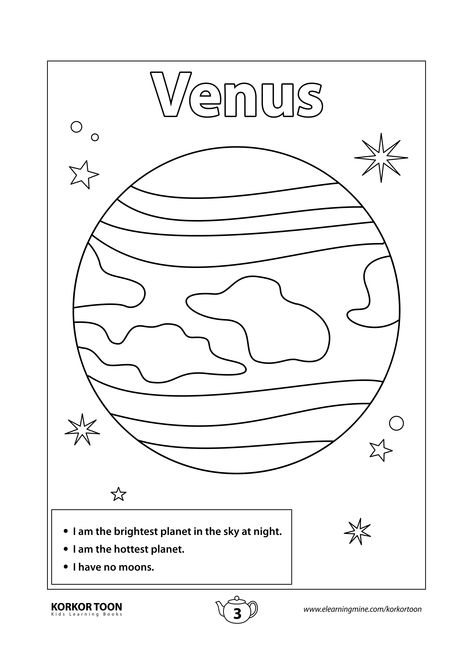 Venus
• I am the brightest planet in the sky at night.
• I am the hottest planet.
• I have no moons.
KORKOR TOON
Kids Learning Books
3
www.elearningmine.com/korkortoon